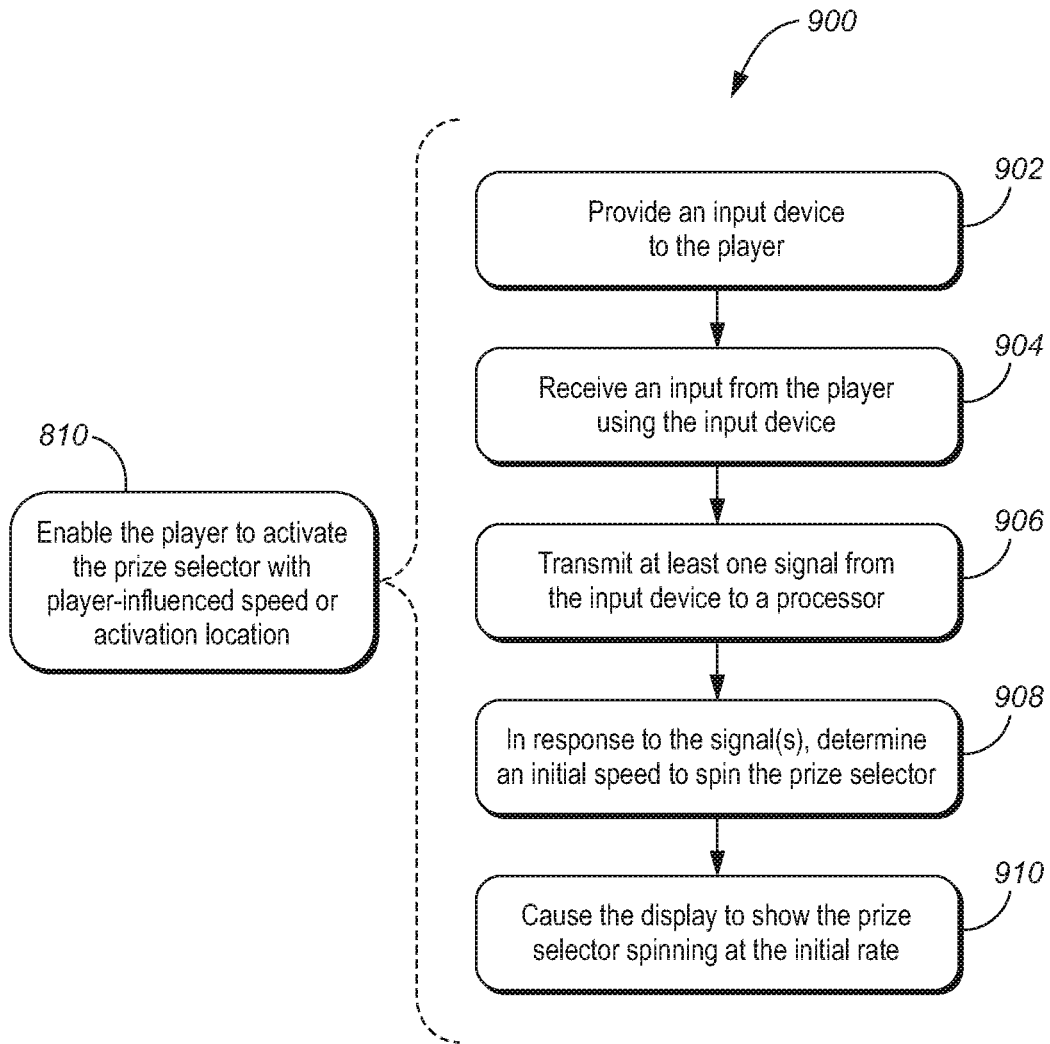 900
902
Provide an input device
to the player
904
Receive an input from the player
using the input device
810
Enable the player to activate
the prize selector with
player-influenced speed or
activation location
906
Transmit at least one signal from
the input device to a processor
908
In response to the signal(s), determine
an initial speed to spin the prize selector
910
Cause the display to show the prize
selector spinning at the initial rate